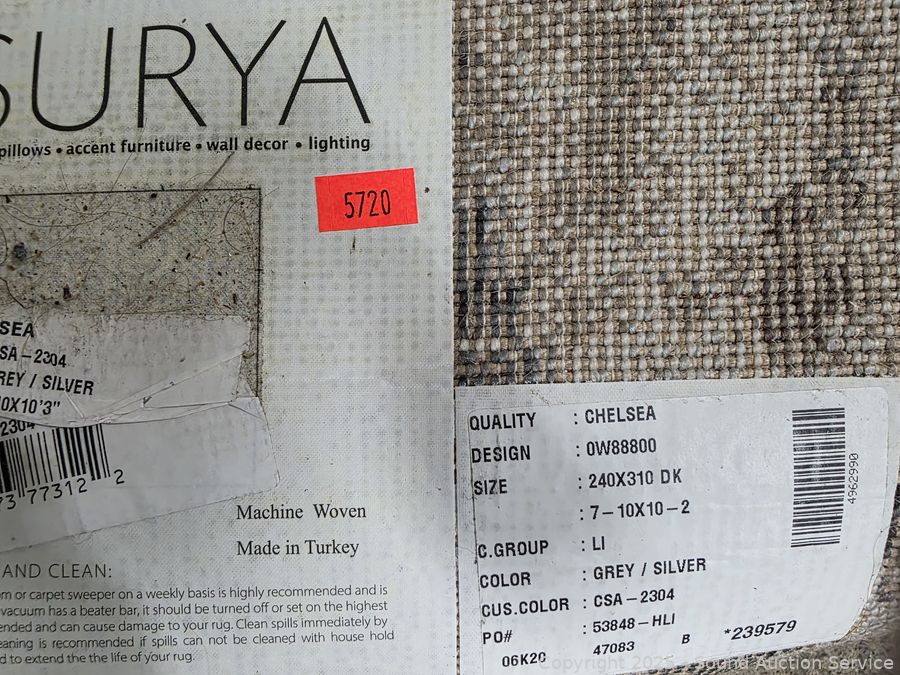 SURYA
pillows • accent furniture • wall decor • lighting
5720
SEA
SA-2304
REY / SILVER
0X10'3"
2304
73 77312 2
Machine Woven
Made in Turkey
AND CLEAN:
m or carpet sweeper on a weekly basis is highly recommended and is
vacuum has a beater bar, it should be turned off or set on the highest
ended and can cause damage to your rug. Clean spills immediately by
eaning is recommended if spills can not be cleaned with house hold
d to extend the the life of your rug.
QUALITY : CHELSEA
DESIGN : 0W88800
SIZE : 240X310 DK
: 7-10X10-2
C.GROUP : LI
COLOR : GREY / SILVER
CUS.COLOR : CSA-2304
PO# : 53848-HLI
06K20 47083 B *239579
4962990
Copyright 2025 - Sound Auction Service